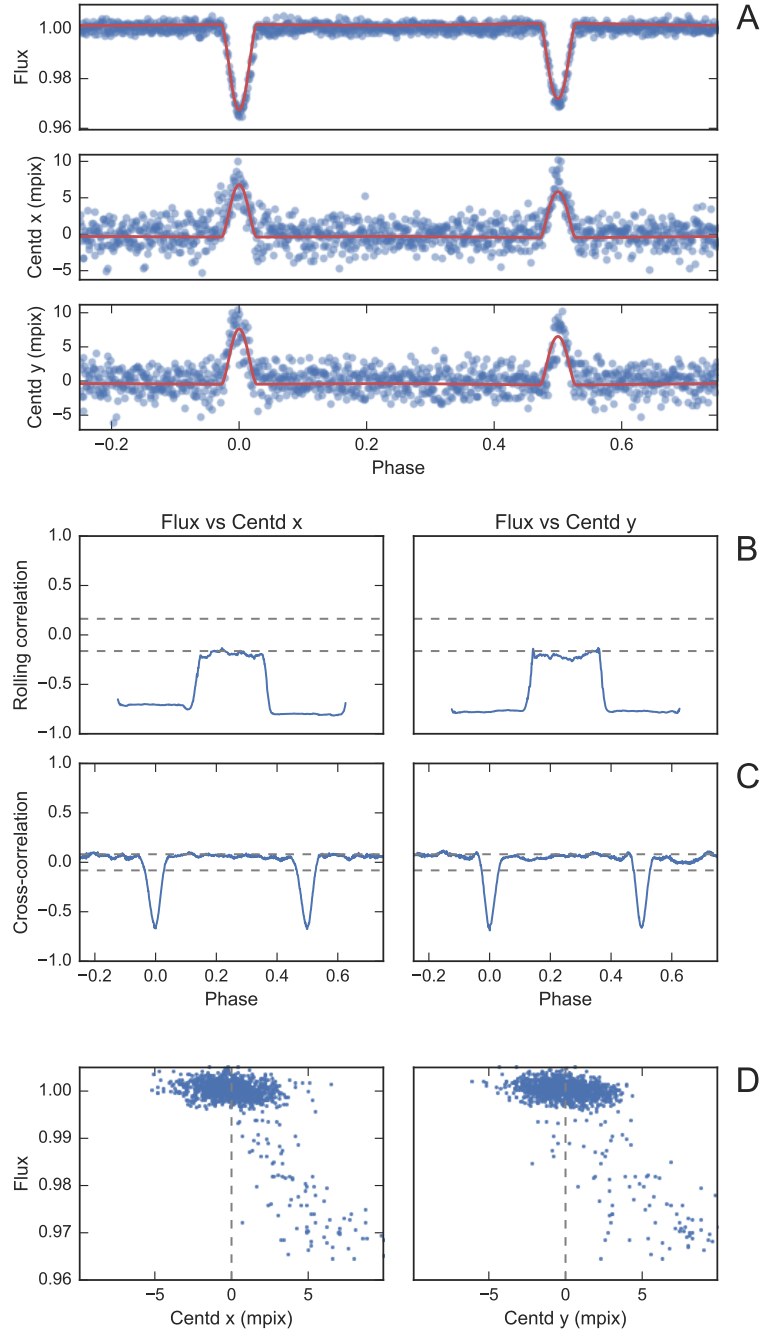 A
1.00
0.98
0.96
Flux
10
5
0
−5
Centd x (mpix)
10
5
0
−5
Centd y (mpix)
−0.2 0.0 0.2 0.4 0.6
Phase
Flux vs Centd x Flux vs Centd y
B
1.0
0.5
0.0
−0.5
−1.0
Rolling correlation
C
1.0
0.5
0.0
−0.5
−1.0
Cross-correlation
−0.2 0.0 0.2 0.4 0.6 −0.2 0.0 0.2 0.4 0.6
Phase Phase
D
1.00
0.99
0.98
0.97
0.96
Flux
−5 0 5 −5 0 5
Centd x (mpix) Centd y (mpix)